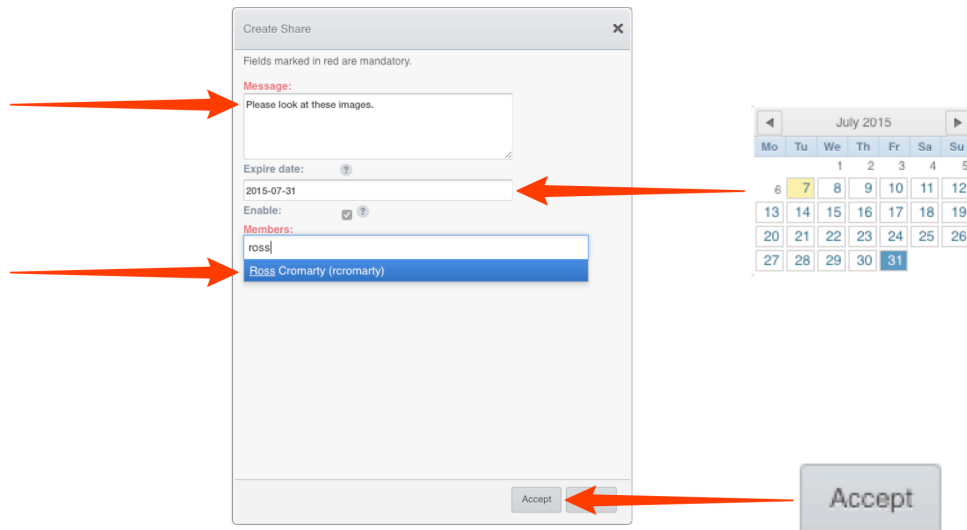 Create Share
Fields marked in red are mandatory.
Message:
Please look at these images.
Expire date: ?
2015-07-31
Enable: ?
Members:
ross
Ross Cromarty (rcromarty)
Accept
July 2015
Mo Tu We Th Fr Sa Su
1 2 3 4 5
6 7 8 9 10 11 12
13 14 15 16 17 18 19
20 21 22 23 24 25 26
27 28 29 30 31
Accept